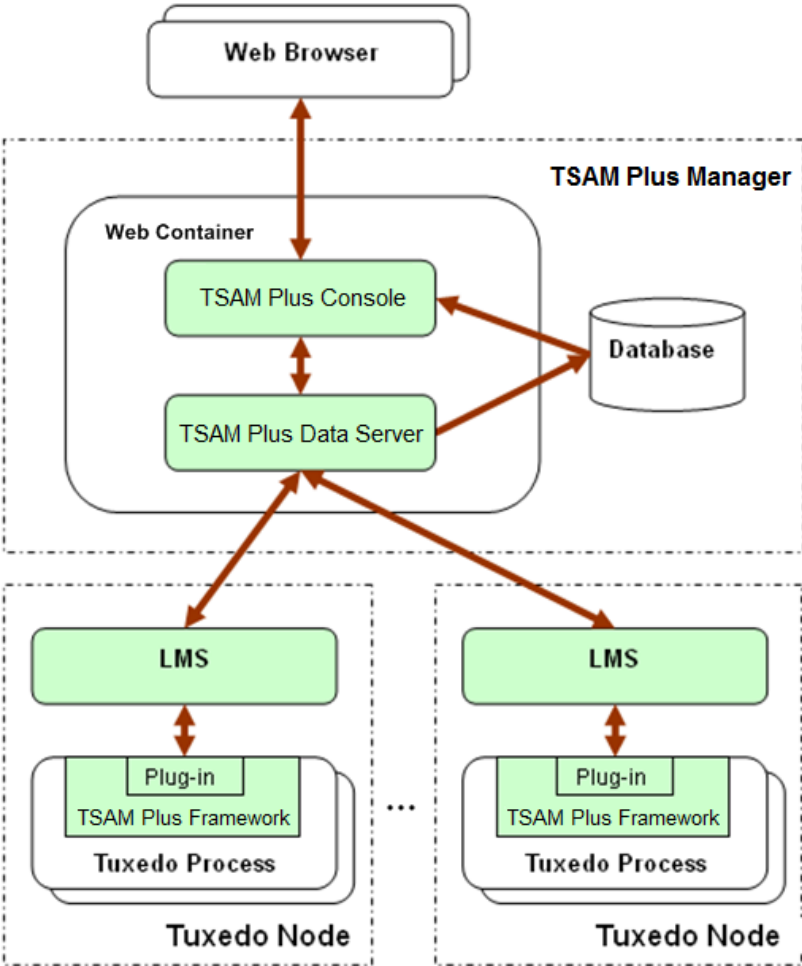 Web Browser
TSAM Plus Manager
Web Container
TSAM Plus Console
Database
TSAM Plus Data Server
LMS
LMS
Plug-in
TSAM Plus Framework
Tuxedo Process
Tuxedo Node
...
Plug-in
TSAM Plus Framework
Tuxedo Process
Tuxedo Node